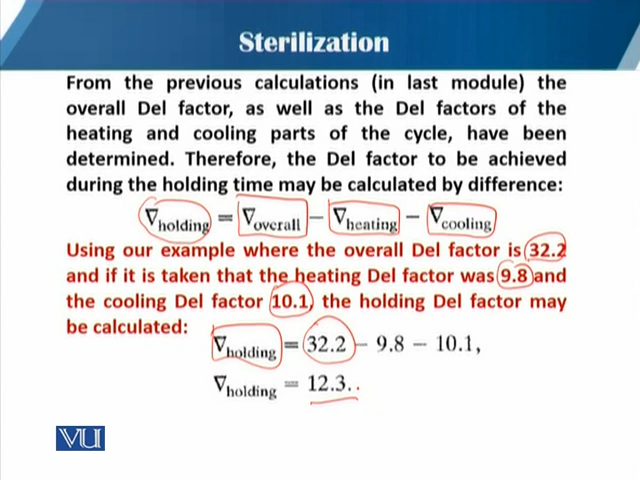 Sterilization
From the previous calculations (in last module) the
overall Del factor, as well as the Del factors of the
heating and cooling parts of the cycle, have been
determined. Therefore, the Del factor to be achieved
during the holding time may be calculated by difference:
∇holding = ∇overall − ∇heating − ∇cooling
Using our example where the overall Del factor is 32.2
and if it is taken that the heating Del factor was 9.8 and
the cooling Del factor 10.1, the holding Del factor may
be calculated:
∇holding = 32.2 − 9.8 − 10.1,
∇holding = 12.3..
VU